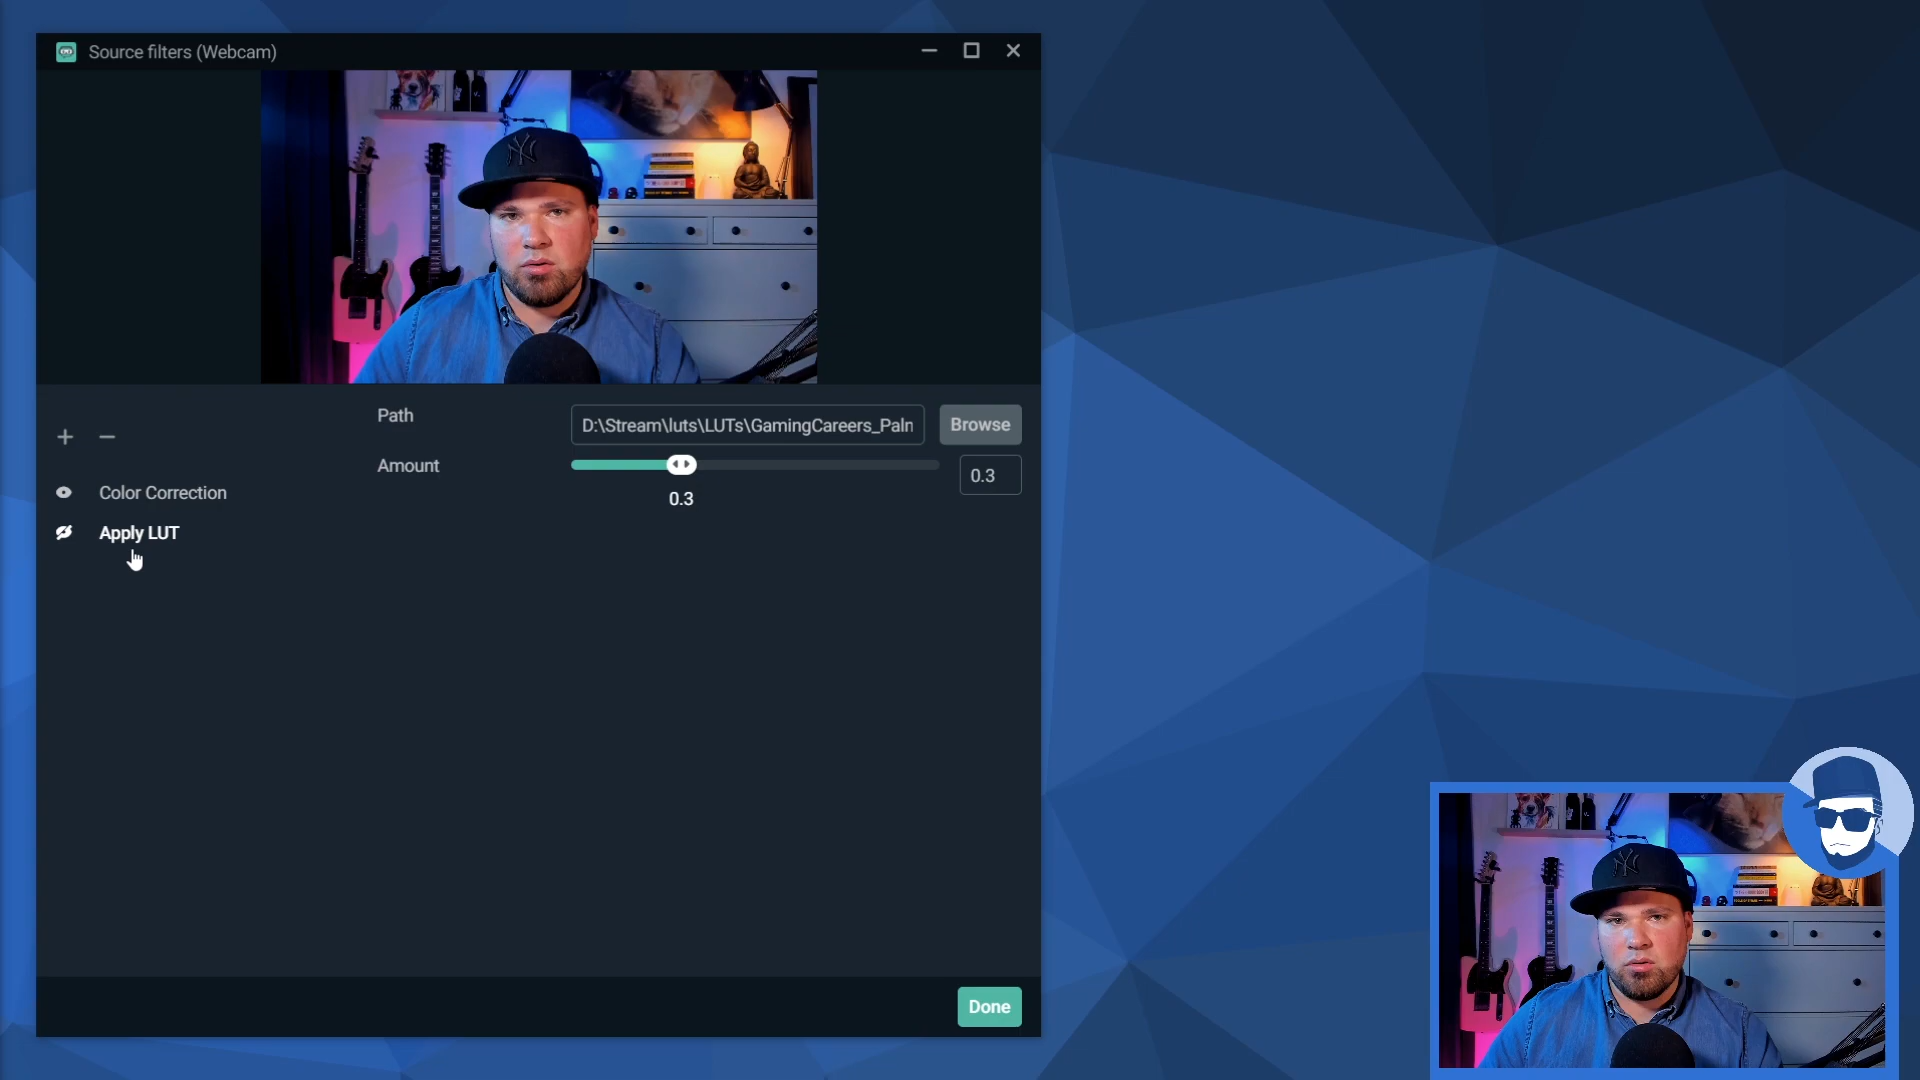 Source filters (Webcam)
Path
D:\Stream\luts\LUTs\GamingCareers_Paln
Browse
Amount
0.3
0.3
Color Correction
Apply LUT
Done